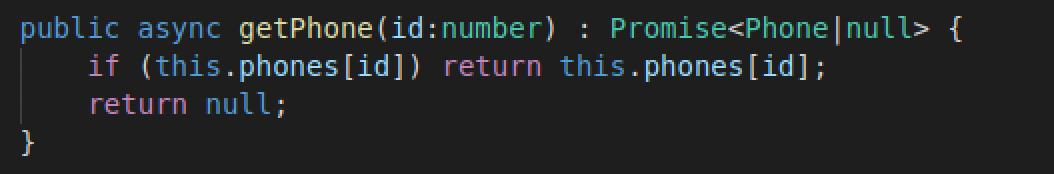 public async getPhone(id:number) : Promise<Phone|null> {
    if (this.phones[id]) return this.phones[id];
    return null;
}